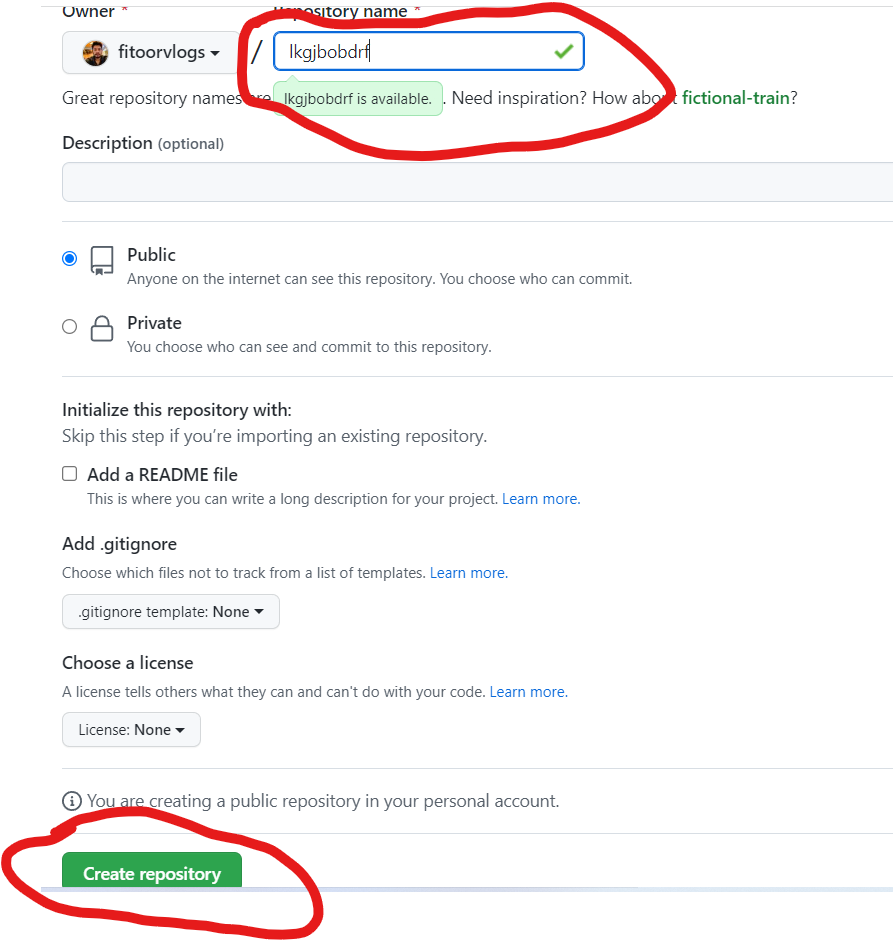 Owner * Repository name *
fitoorvlogs / lkgjbobdrf
Great repository names are lkgjbobdrf is available. . Need inspiration? How about fictional-train?
Description (optional)
Public
Anyone on the internet can see this repository. You choose who can commit.
Private
You choose who can see and commit to this repository.
Initialize this repository with:
Skip this step if you’re importing an existing repository.
Add a README file
This is where you can write a long description for your project. Learn more.
Add .gitignore
Choose which files not to track from a list of templates. Learn more.
.gitignore template: None
Choose a license
A license tells others what they can and can't do with your code. Learn more.
License: None
You are creating a public repository in your personal account.
Create repository